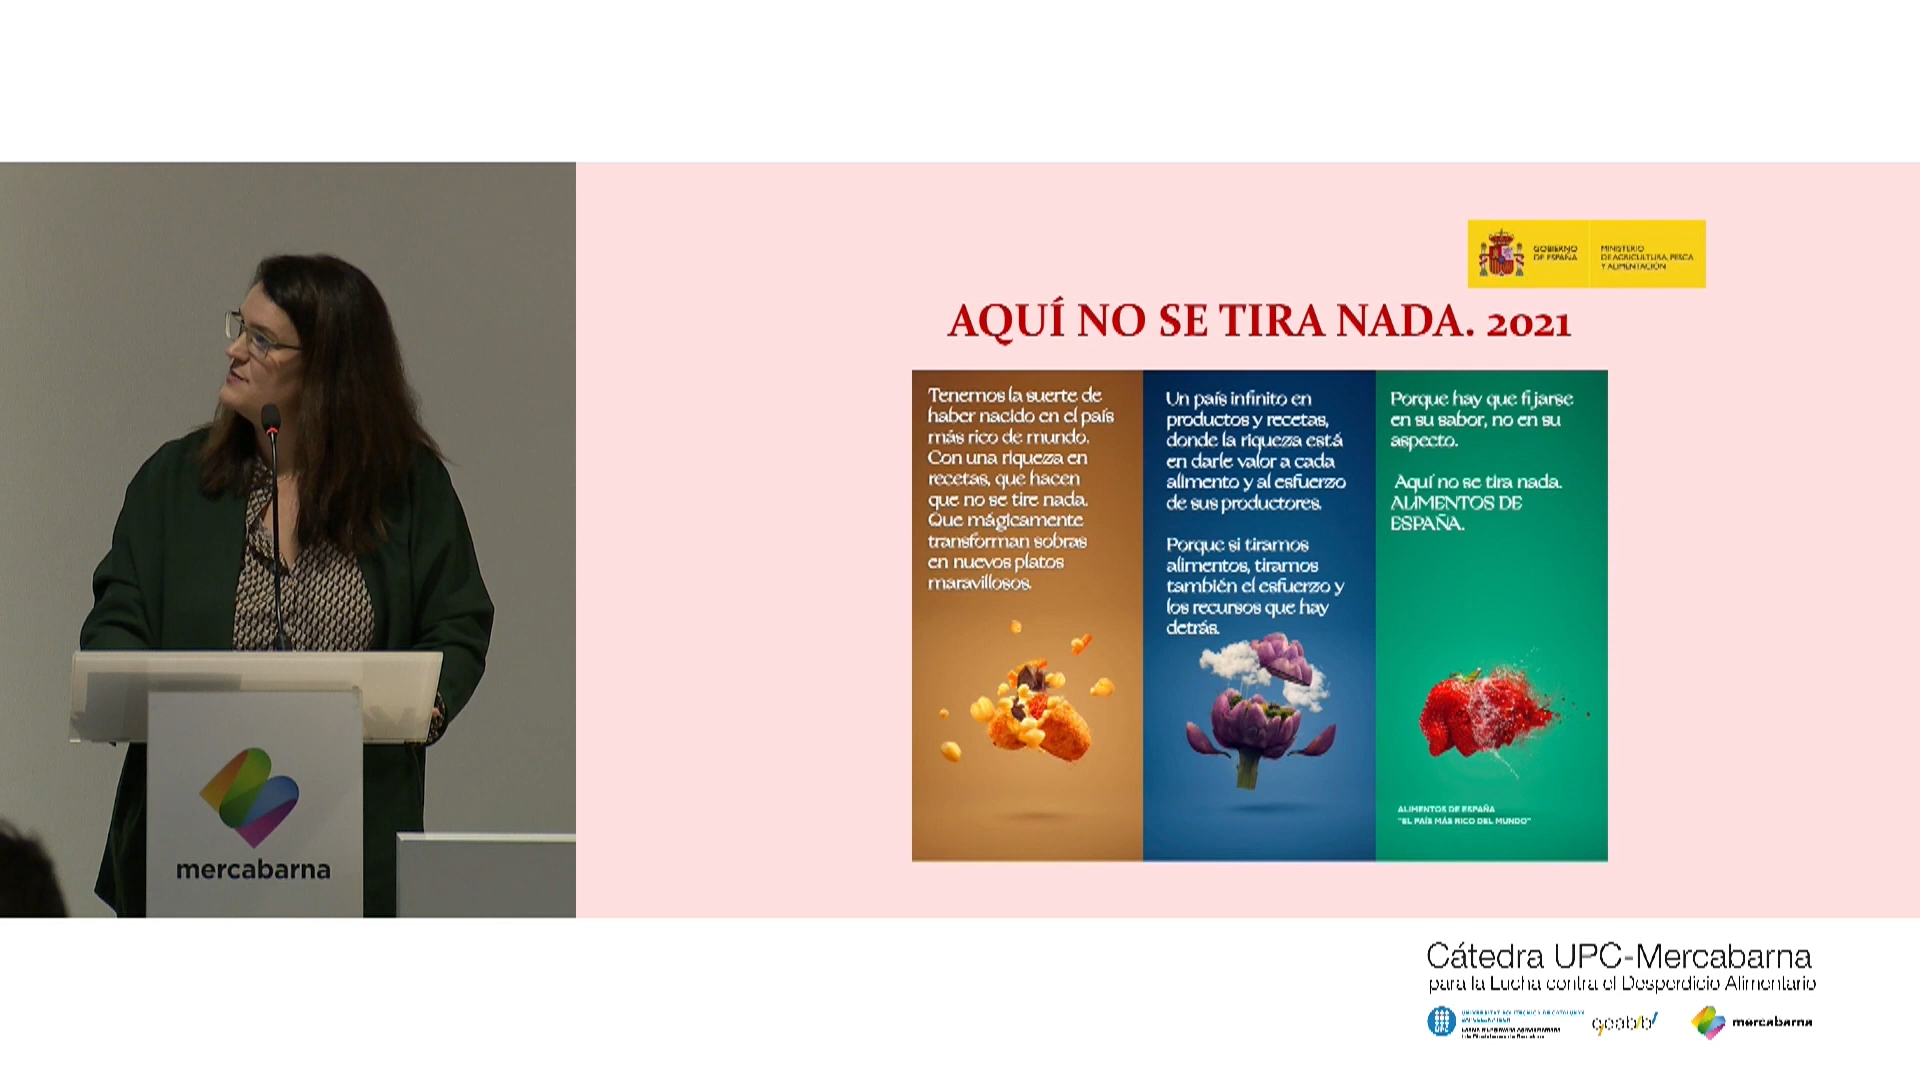 GOBIERNO
DE ESPAÑA
MINISTERIO
DE AGRICULTURA, PESCA
Y ALIMENTACIÓN
AQUÍ NO SE TIRA NADA. 2021
Tenemos la suerte de
haber nacido en el país
más rico de mundo.
Con una riqueza en
recetas, que hacen
que no se tire nada.
Que mágicamente
transforman sobras
en nuevos platos
maravillosos.
Un país infinito en
productos y recetas,
donde la riqueza está
en darle valor a cada
alimento y al esfuerzo
de sus productores.
Porque si tiramos
alimentos, tiramos
también el esfuerzo y
los recursos que hay
detrás.
Porque hay que fijarse
en su sabor, no en su
aspecto.
Aquí no se tira nada.
ALIMENTOS DE
ESPAÑA.
ALIMENTOS DE ESPAÑA
"EL PAÍS MÁS RICO DEL MUNDO"
mercabarna
Cátedra UPC-Mercabarna
para la Lucha contra el Desperdicio Alimentario
UPC
UNIVERSITAT POLITÈCNICA DE CATALUNYA
BARCELONATECH
mercabarna